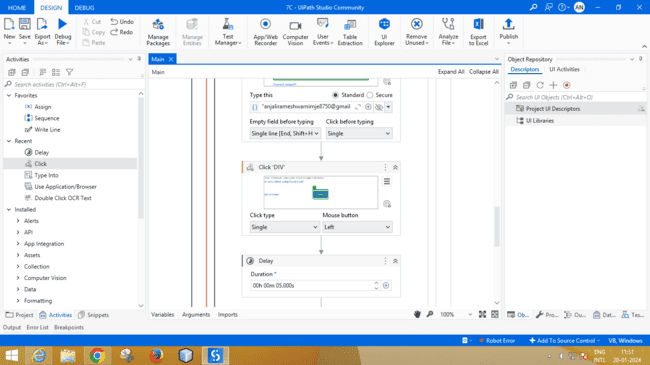 HOME DESIGN DEBUG
7C - UiPath Studio Community
AN
New Save Export As Debug File
Cut Copy Paste Undo Redo
Manage Packages
Manage Entities
Test Manager
App/Web Recorder
Computer Vision
User Events
Table Extraction
UI Explorer
Remove Unused
Analyze File
Export to Excel
Publish
Activities
Search activities (Ctrl+Alt+F)
Favorites
Assign
Sequence
Write Line
Recent
Delay
Click
Type Into
Use Application/Browser
Double Click OCR Text
Installed
Alerts
API
App Integration
Assets
Collection
Computer Vision
Data
Formatting
Project Activities Snippets
Main
Main Expand All Collapse All
Type this Standard Secure
"anjalirameshwarnimje8750@gmail
Empty field before typing Click before typing
Single line [End, Shift+H Single
Click 'DIV'
Click type Mouse button
Single Left
Delay
Duration *
00h 00m 05.000s
Variables Arguments Imports 100%
Object Repository
Descriptors UI Activities
Search UI Objects (Ctrl+Alt+O)
Project UI Descriptors
UI Libraries
Ob... Pro... Ou... Dat... Tes...
Output Error List Breakpoints
Robot Error Add To Source Control VB, Windows
ENG 11:51
INTL 20-01-2024